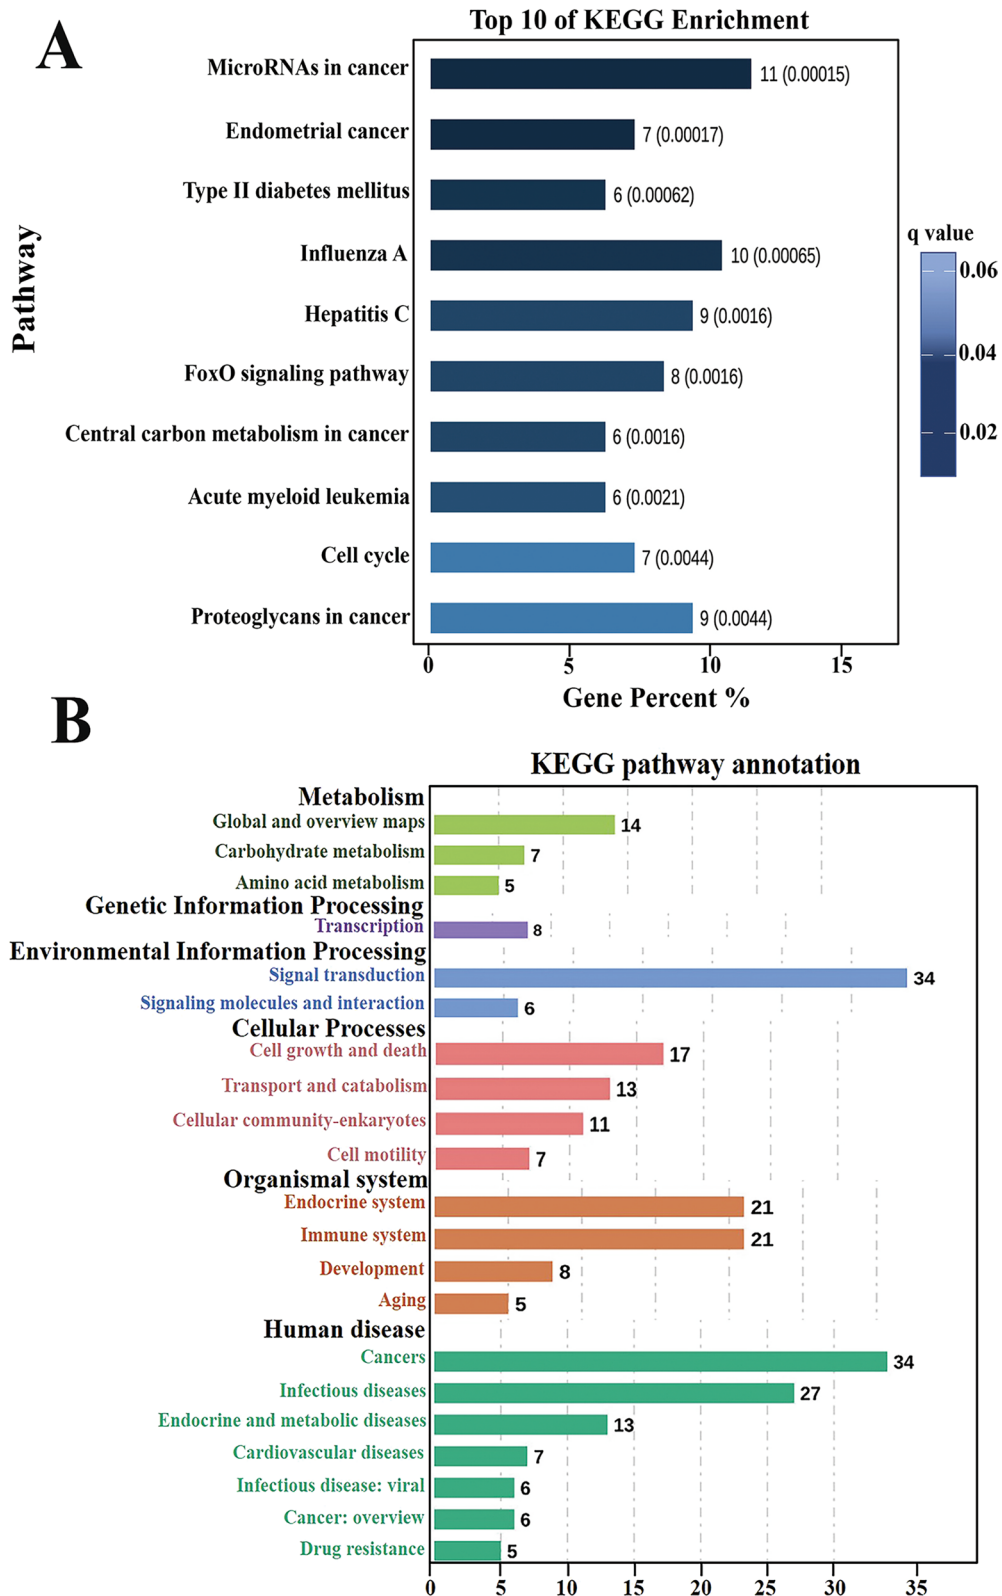 A
Top 10 of KEGG Enrichment
Pathway
MicroRNAs in cancer 11 (0.00015)
Endometrial cancer 7 (0.00017)
Type II diabetes mellitus 6 (0.00062)
Influenza A 10 (0.00065)
Hepatitis C 9 (0.0016)
FoxO signaling pathway 8 (0.0016)
Central carbon metabolism in cancer 6 (0.0016)
Acute myeloid leukemia 6 (0.0021)
Cell cycle 7 (0.0044)
Proteoglycans in cancer 9 (0.0044)
0 5 10 15
Gene Percent %
q value
0.06
0.04
0.02
B
KEGG pathway annotation
Metabolism
Global and overview maps 14
Carbohydrate metabolism 7
Amino acid metabolism 5
Genetic Information Processing
Transcription 8
Environmental Information Processing
Signal transduction 34
Signaling molecules and interaction 6
Cellular Processes
Cell growth and death 17
Transport and catabolism 13
Cellular community-enkaryotes 11
Cell motility 7
Organismal system
Endocrine system 21
Immune system 21
Development 8
Aging 5
Human disease
Cancers 34
Infectious diseases 27
Endocrine and metabolic diseases 13
Cardiovascular diseases 7
Infectious disease: viral 6
Cancer: overview 6
Drug resistance 5
0 5 10 15 20 25 30 35